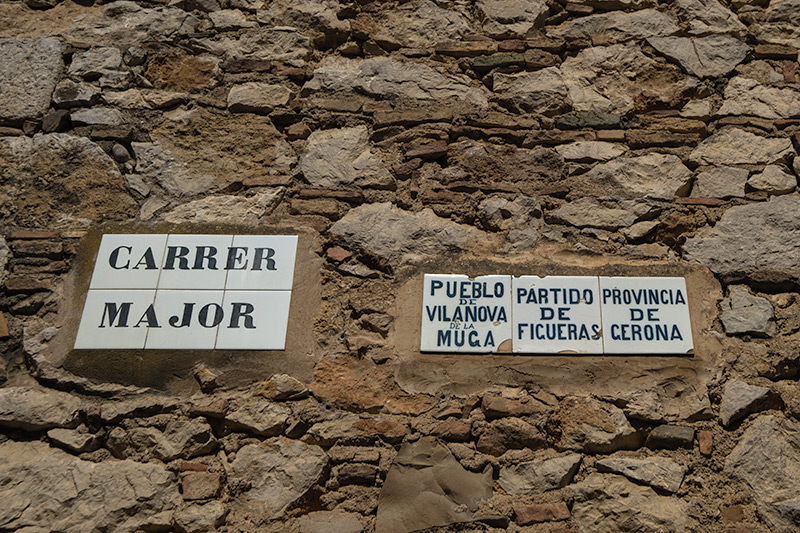 CARRER
MAJOR
PUEBLO
DE
VILANOVA
DE LA
MUGA
PARTIDO
DE
FIGUERAS
PROVINCIA
DE
GERONA